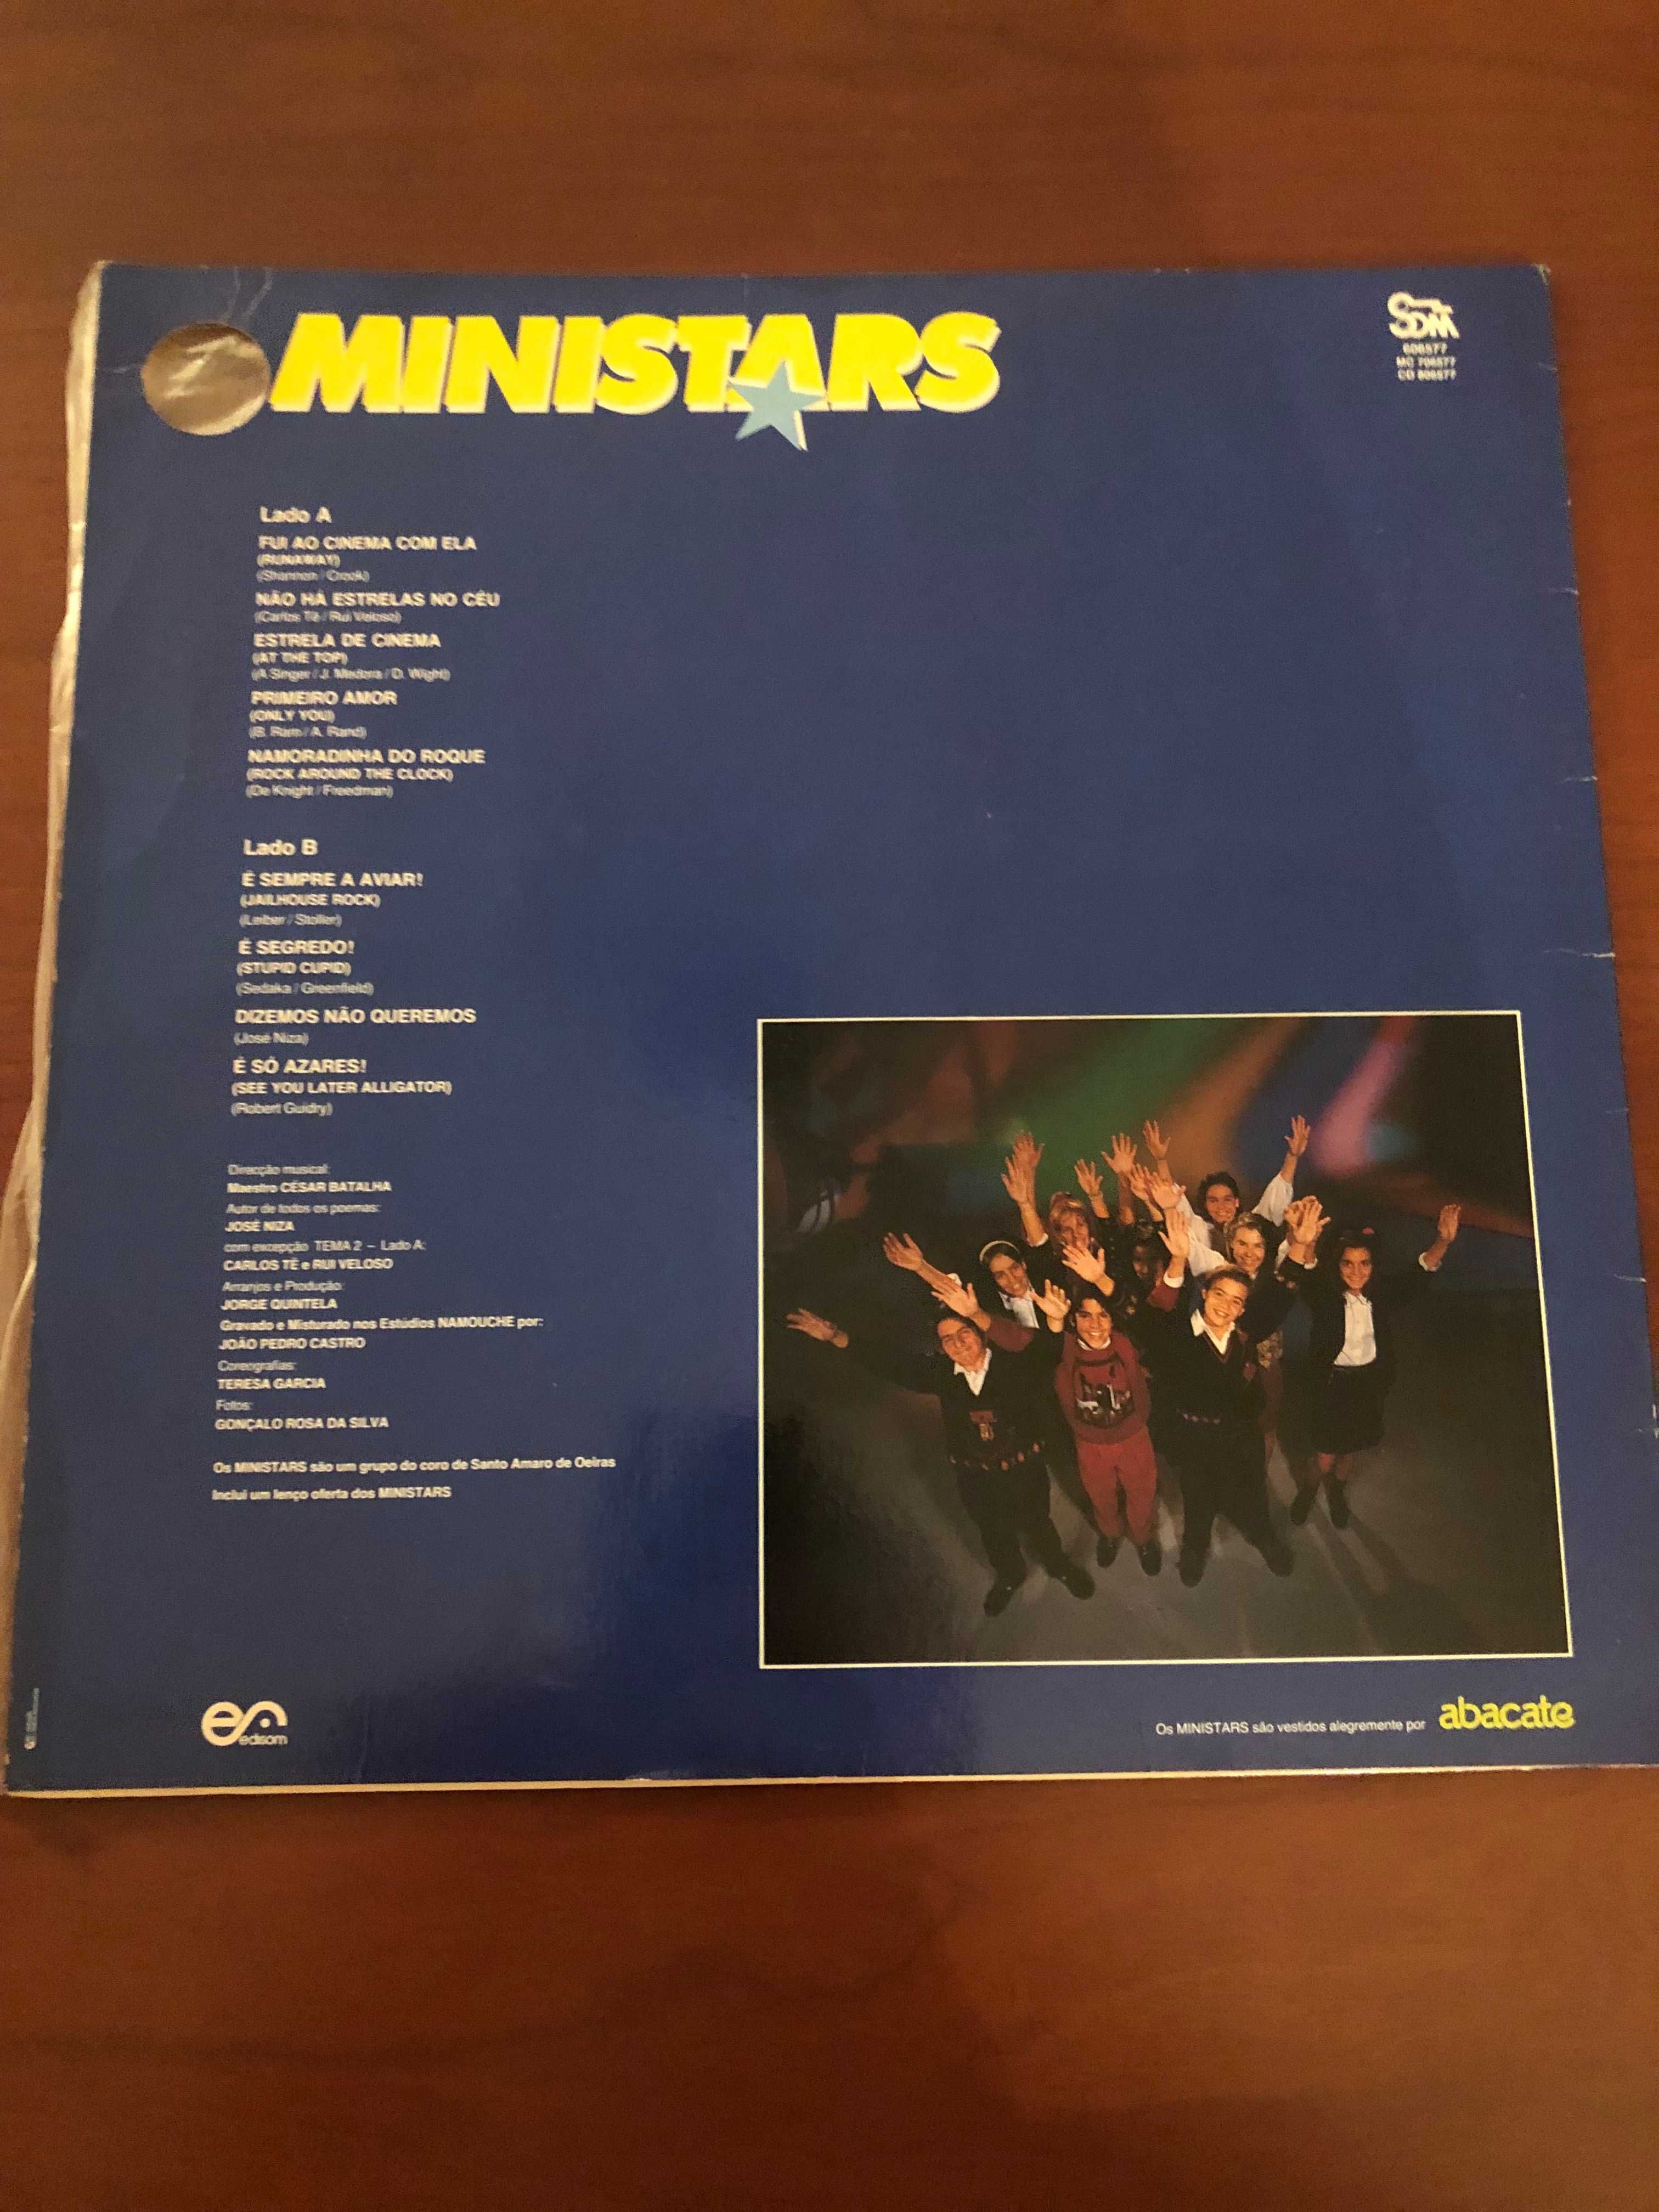 MINISTARS
SDM
606577
MC 706577
CD 806577
Lado A
FUI AO CINEMA COM ELA
(RUNAWAY)
(Shannon / Crook)
NÃO HÁ ESTRELAS NO CÉU
(Carlos Tê / Rui Veloso)
ESTRELA DE CINEMA
(AT THE TOP)
(A Singer / J. Medora / D. Wight)
PRIMEIRO AMOR
(ONLY YOU)
(B. Ram / A. Rand)
NAMORADINHA DO ROQUE
(ROCK AROUND THE CLOCK)
(De Knight / Freedman)
Lado B
É SEMPRE A AVIAR!
(JAILHOUSE ROCK)
(Leiber / Stoller)
É SEGREDO!
(STUPID CUPID)
(Sedaka / Greenfield)
DIZEMOS NÃO QUEREMOS
(José Niza)
É SÓ AZARES!
(SEE YOU LATER ALLIGATOR)
(Robert Guidry)
Direcção musical:
Maestro CÉSAR BATALHA
Autor de todos os poemas:
JOSÉ NIZA
com excepção TEMA 2 – Lado A:
CARLOS TÊ e RUI VELOSO
Arranjos e Produção:
JORGE QUINTELA
Gravado e Misturado nos Estúdios NAMOUCHE por:
JOÃO PEDRO CASTRO
Coreografias:
TERESA GARCIA
Fotos:
GONÇALO ROSA DA SILVA
Os MINISTARS são um grupo do coro de Santo Amaro de Oeiras
Inclui um lenço oferta dos MINISTARS
edisom
Os MINISTARS são vestidos alegremente por abacate